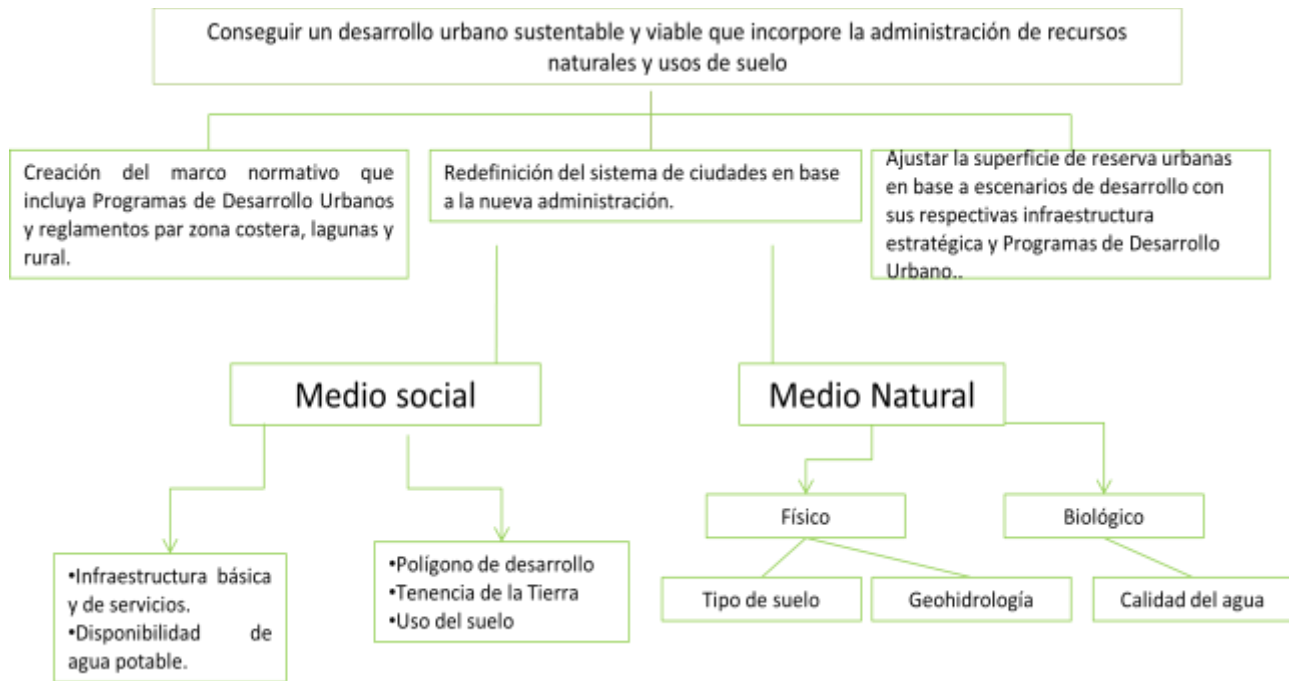 Conseguir un desarrollo urbano sustentable y viable que incorpore la administración de recursos
naturales y usos de suelo
Creación del marco normativo que
incluya Programas de Desarrollo Urbanos
y reglamentos par zona costera, lagunas y
rural.
Redefinición del sistema de ciudades en base
a la nueva administración.
Ajustar la superficie de reserva urbanas
en base a escenarios de desarrollo con
sus respectivas infraestructura
estratégica y Programas de Desarrollo
Urbano..
Medio social
Medio Natural
•Infraestructura básica
y de servicios.
•Disponibilidad de
agua potable.
•Polígono de desarrollo
•Tenencia de la Tierra
•Uso del suelo
Físico
Biológico
Tipo de suelo
Geohidrología
Calidad del agua